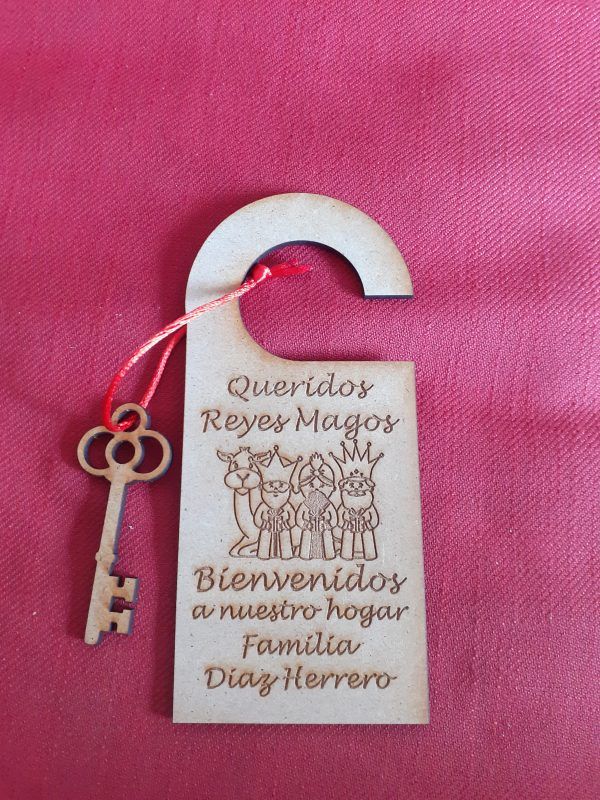 Queridos
Reyes Magos
Bienvenidos
a nuestro hogar
Familia
Diaz Herrero